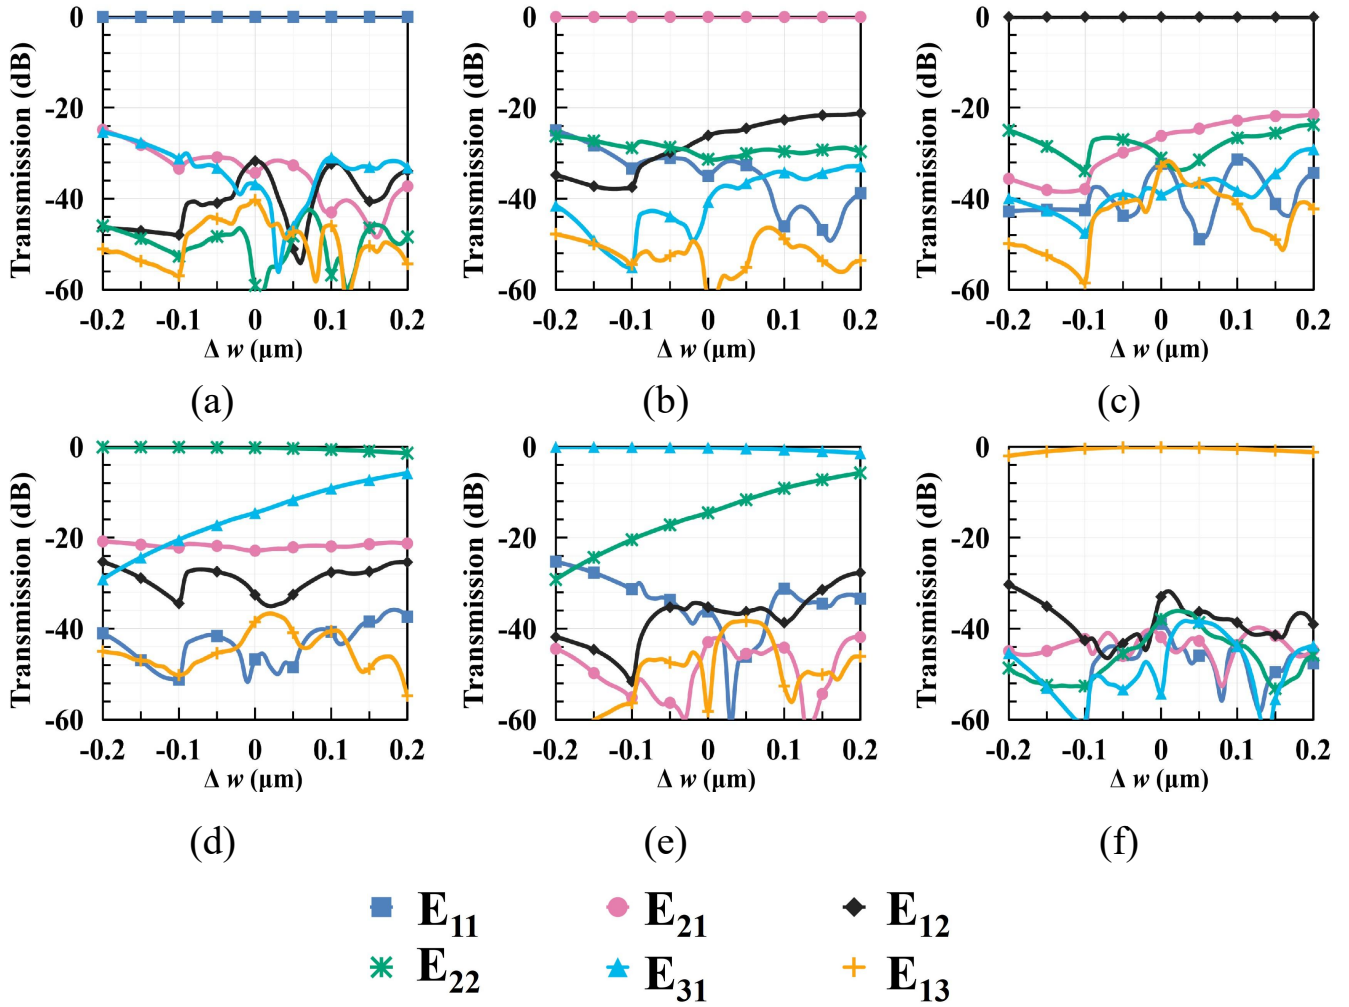 0
-20
-40
-60
Transmission (dB)
-0.2 -0.1 0 0.1 0.2
Δ w (μm)
(a)
0
-20
-40
-60
Transmission (dB)
-0.2 -0.1 0 0.1 0.2
Δ w (μm)
(b)
0
-20
-40
-60
Transmission (dB)
-0.2 -0.1 0 0.1 0.2
Δ w (μm)
(c)
0
-20
-40
-60
Transmission (dB)
-0.2 -0.1 0 0.1 0.2
Δ w (μm)
(d)
0
-20
-40
-60
Transmission (dB)
-0.2 -0.1 0 0.1 0.2
Δ w (μm)
(e)
0
-20
-40
-60
Transmission (dB)
-0.2 -0.1 0 0.1 0.2
Δ w (μm)
(f)
E11 E21 E12
E22 E31 E13